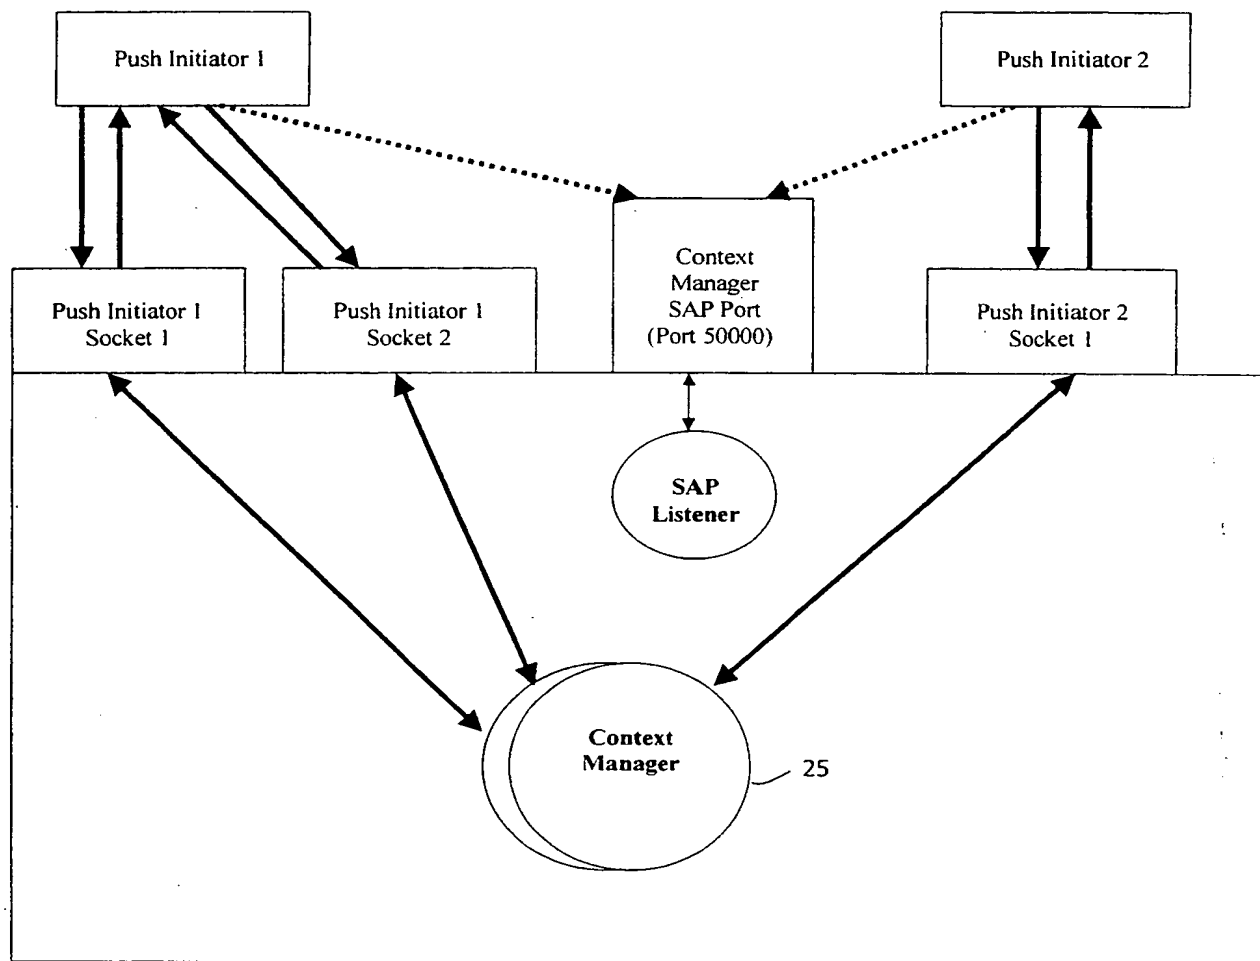 Push Initiator 1
Push Initiator 2
Push Initiator 1
Socket 1
Push Initiator 1
Socket 2
Context
Manager
SAP Port
(Port 50000)
Push Initiator 2
Socket 1
SAP
Listener
Context
Manager
25